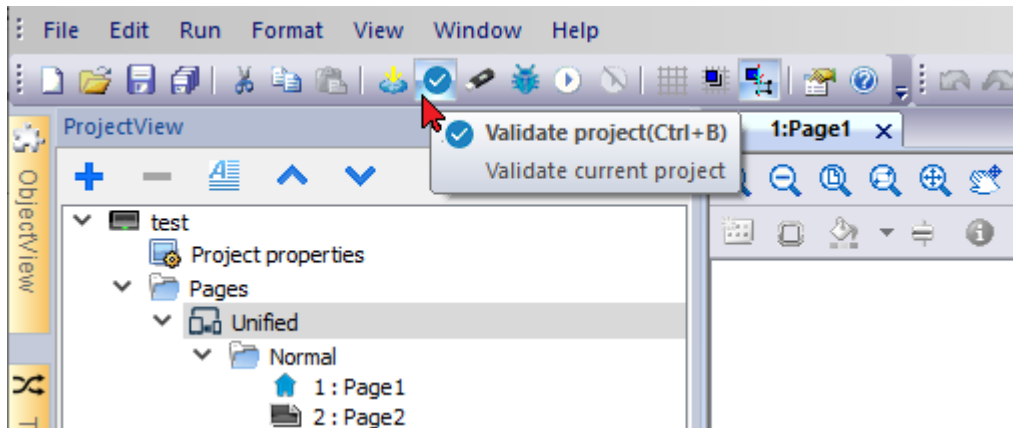 File Edit Run Format View Window Help
ProjectView
Validate project(Ctrl+B)
Validate current project
1:Page1
ObjectView
test
Project properties
Pages
Unified
Normal
1 : Page1
2 : Page2